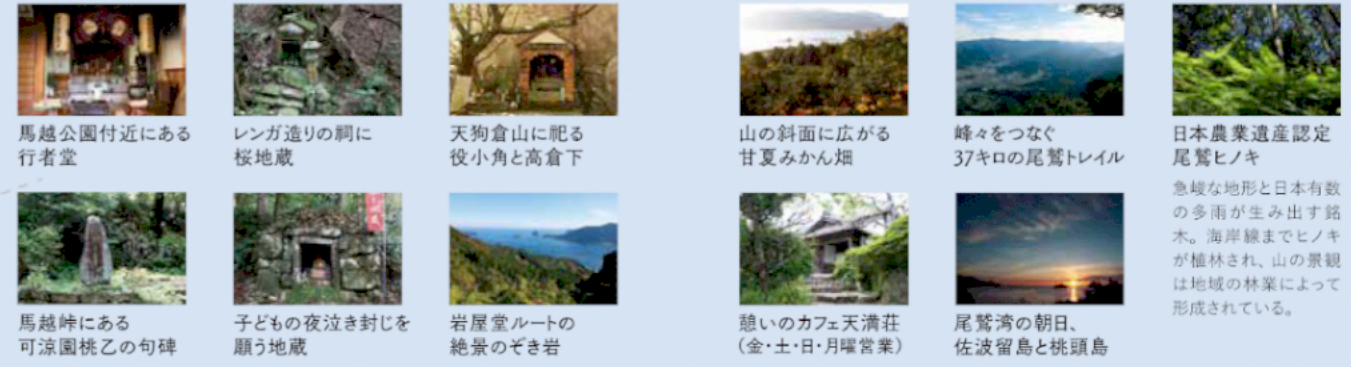 馬越公園付近にある
行者堂
レンガ造りの祠に
桜地蔵
天狗倉山に祀る
役小角と高倉下
山の斜面に広がる
甘夏みかん畑
峰々をつなぐ
37キロの尾鷲トレイル
日本農業遺産認定
尾鷲ヒノキ
急峻な地形と日本有数
の多雨が生み出す銘
木。海岸線までヒノキ
が植林され、山の景観
は地域の林業によって
形成されている。
馬越峠にある
可涼園桃乙の句碑
子どもの夜泣き封じを
願う地蔵
岩屋堂ルートの
絶景のぞき岩
憩いのカフェ天満荘
(金・土・日・月曜営業)
尾鷲湾の朝日、
佐波留島と桃頭島